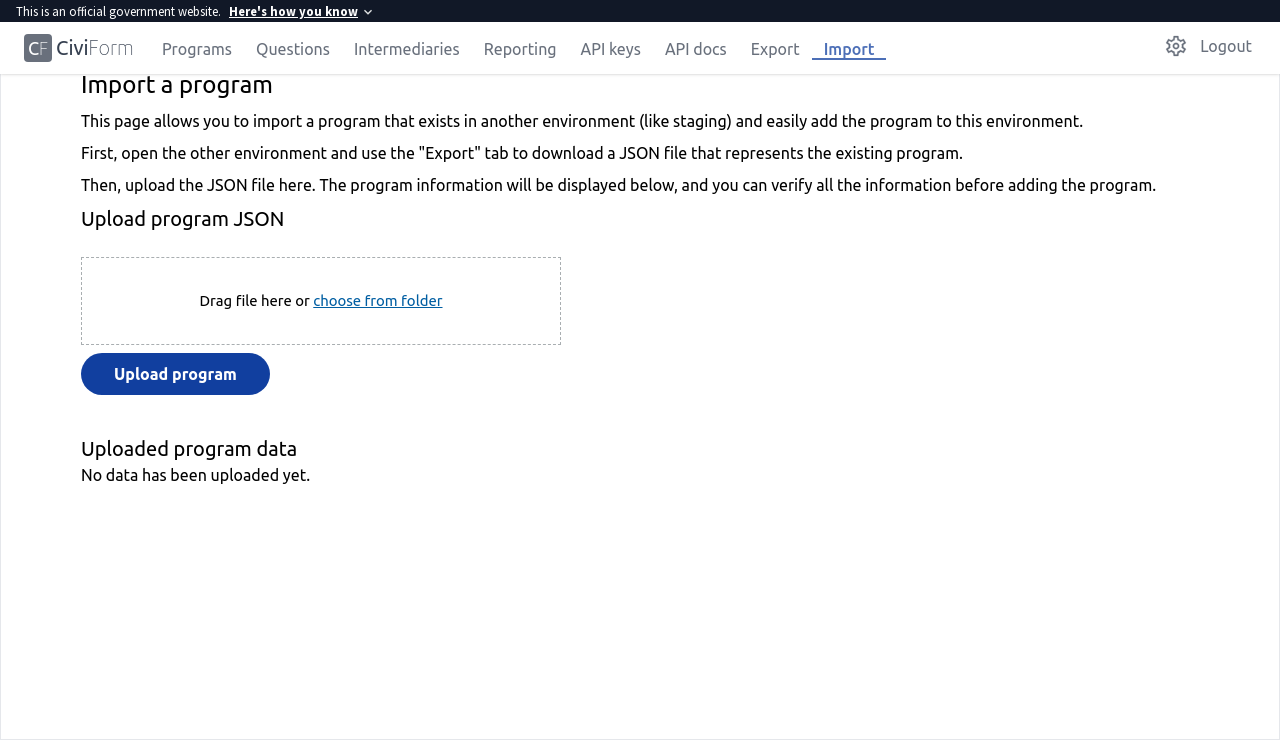 This is an official government website. Here's how you know
CF CiviForm Programs Questions Intermediaries Reporting API keys API docs Export Import Logout
Import a program
This page allows you to import a program that exists in another environment (like staging) and easily add the program to this environment.
First, open the other environment and use the "Export" tab to download a JSON file that represents the existing program.
Then, upload the JSON file here. The program information will be displayed below, and you can verify all the information before adding the program.
Upload program JSON
Drag file here or choose from folder
Upload program
Uploaded program data
No data has been uploaded yet.